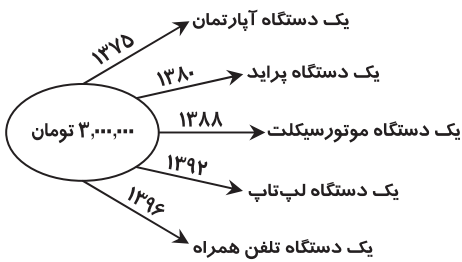 یک دستگاه آپارتمان
۱۳۷۵
یک دستگاه پراید
۱۳۸۰
۳,۰۰۰,۰۰۰ تومان
۱۳۸۸
یک دستگاه موتورسیکلت
۱۳۹۲
یک دستگاه لپ‌تاپ
۱۳۹۶
یک دستگاه تلفن همراه